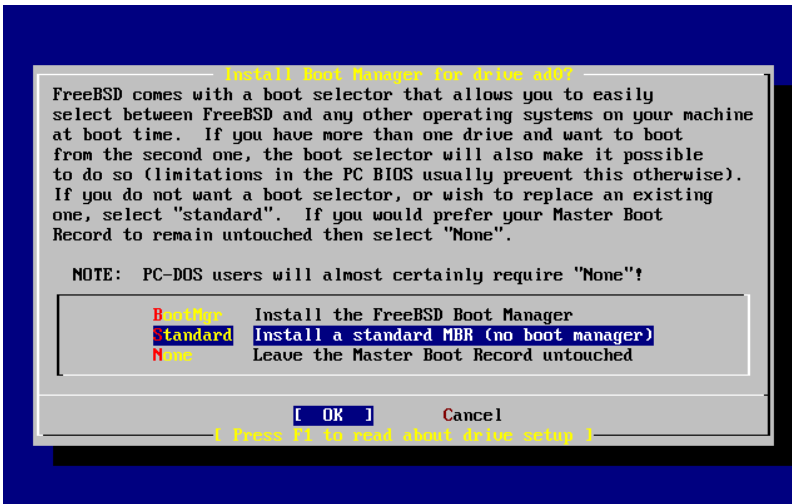 Install Boot Manager for drive ad0?
FreeBSD comes with a boot selector that allows you to easily
select between FreeBSD and any other operating systems on your machine
at boot time.  If you have more than one drive and want to boot
from the second one, the boot selector will also make it possible
to do so (limitations in the PC BIOS usually prevent this otherwise).
If you do not want a boot selector, or wish to replace an existing
one, select "standard".  If you would prefer your Master Boot
Record to remain untouched then select "None".
NOTE:  PC-DOS users will almost certainly require "None"!
BootMgr   Install the FreeBSD Boot Manager
Standard  Install a standard MBR (no boot manager)
None      Leave the Master Boot Record untouched
[  OK  ]       Cancel
[ Press F1 to read about drive setup ]